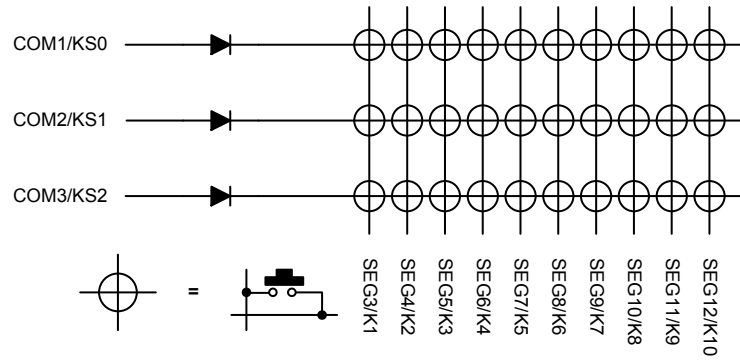 COM1/KS0
COM2/KS1
COM3/KS2
=
SEG3/K1
SEG4/K2
SEG5/K3
SEG6/K4
SEG7/K5
SEG8/K6
SEG9/K7
SEG10/K8
SEG11/K9
SEG12/K10